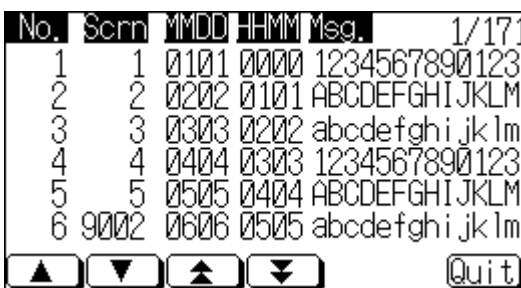 No. Scrn MMDD HHMM Msg. 1/171
1 1 0101 0000 1234567890123
2 2 0202 0101 ABCDEFGHIJKLM
3 3 0303 0202 abcdefghijklm
4 4 0404 0303 1234567890123
5 5 0505 0404 ABCDEFGHIJKLM
6 9002 0606 0505 abcdefghijklm
Quit